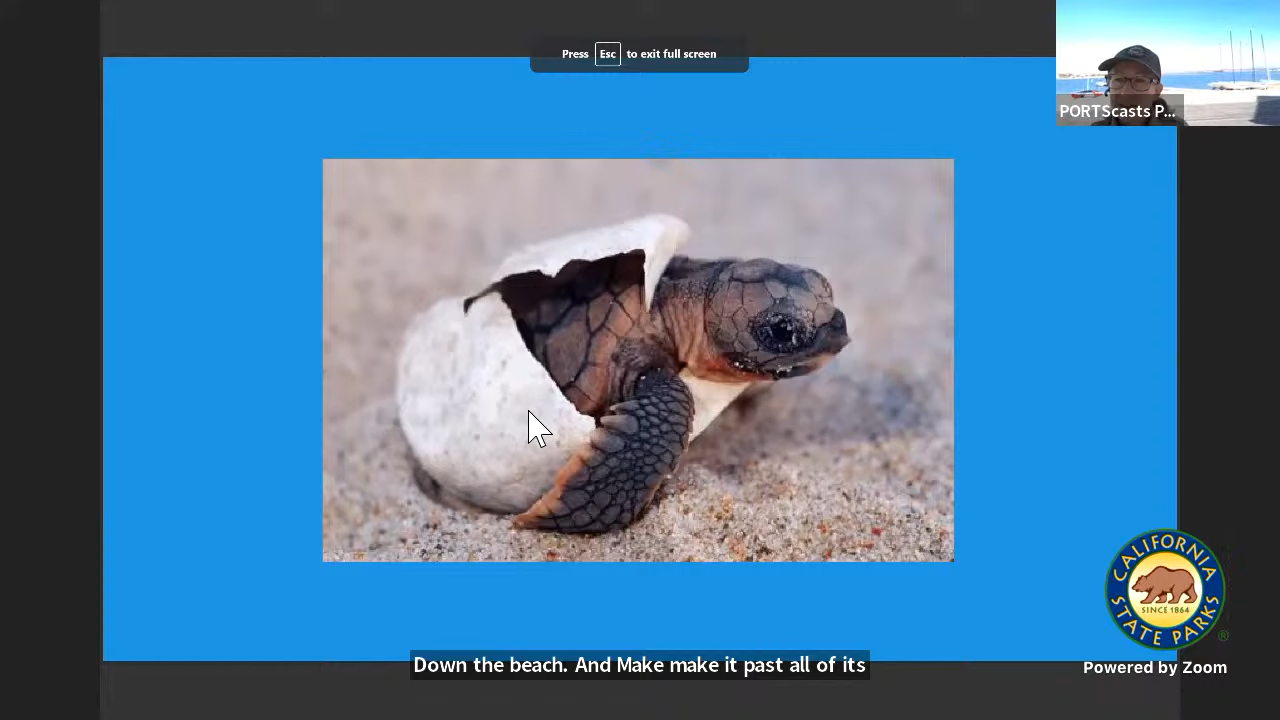 Press Esc to exit full screen
PORTScasts P...
CALIFORNIA
SINCE 1864
STATE PARKS
®
Powered by Zoom
Down the beach. And Make make it past all of its